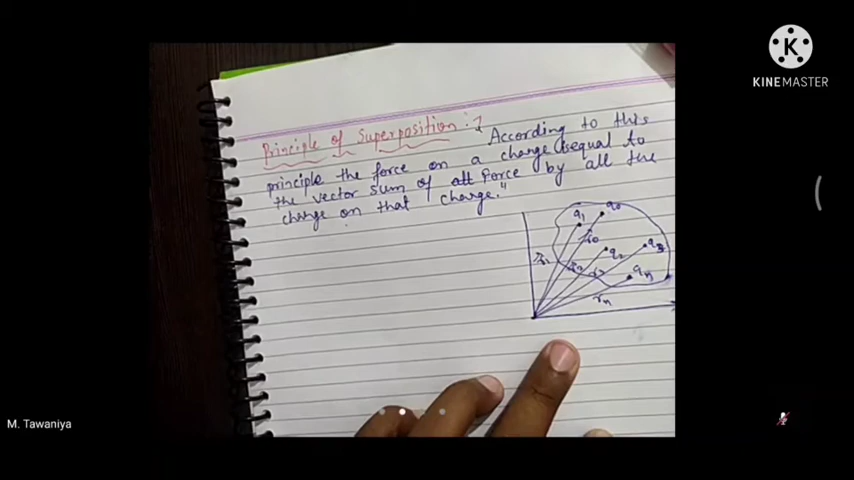 KINEMASTER
Principle of Superposition :-
"According to this
principle the force on a charge is equal to
the vector sum of force by all the
charge on that charge."
q1 q0
r1 r0 q2 q3
r2 r3 qn
rn
M. Tawaniya